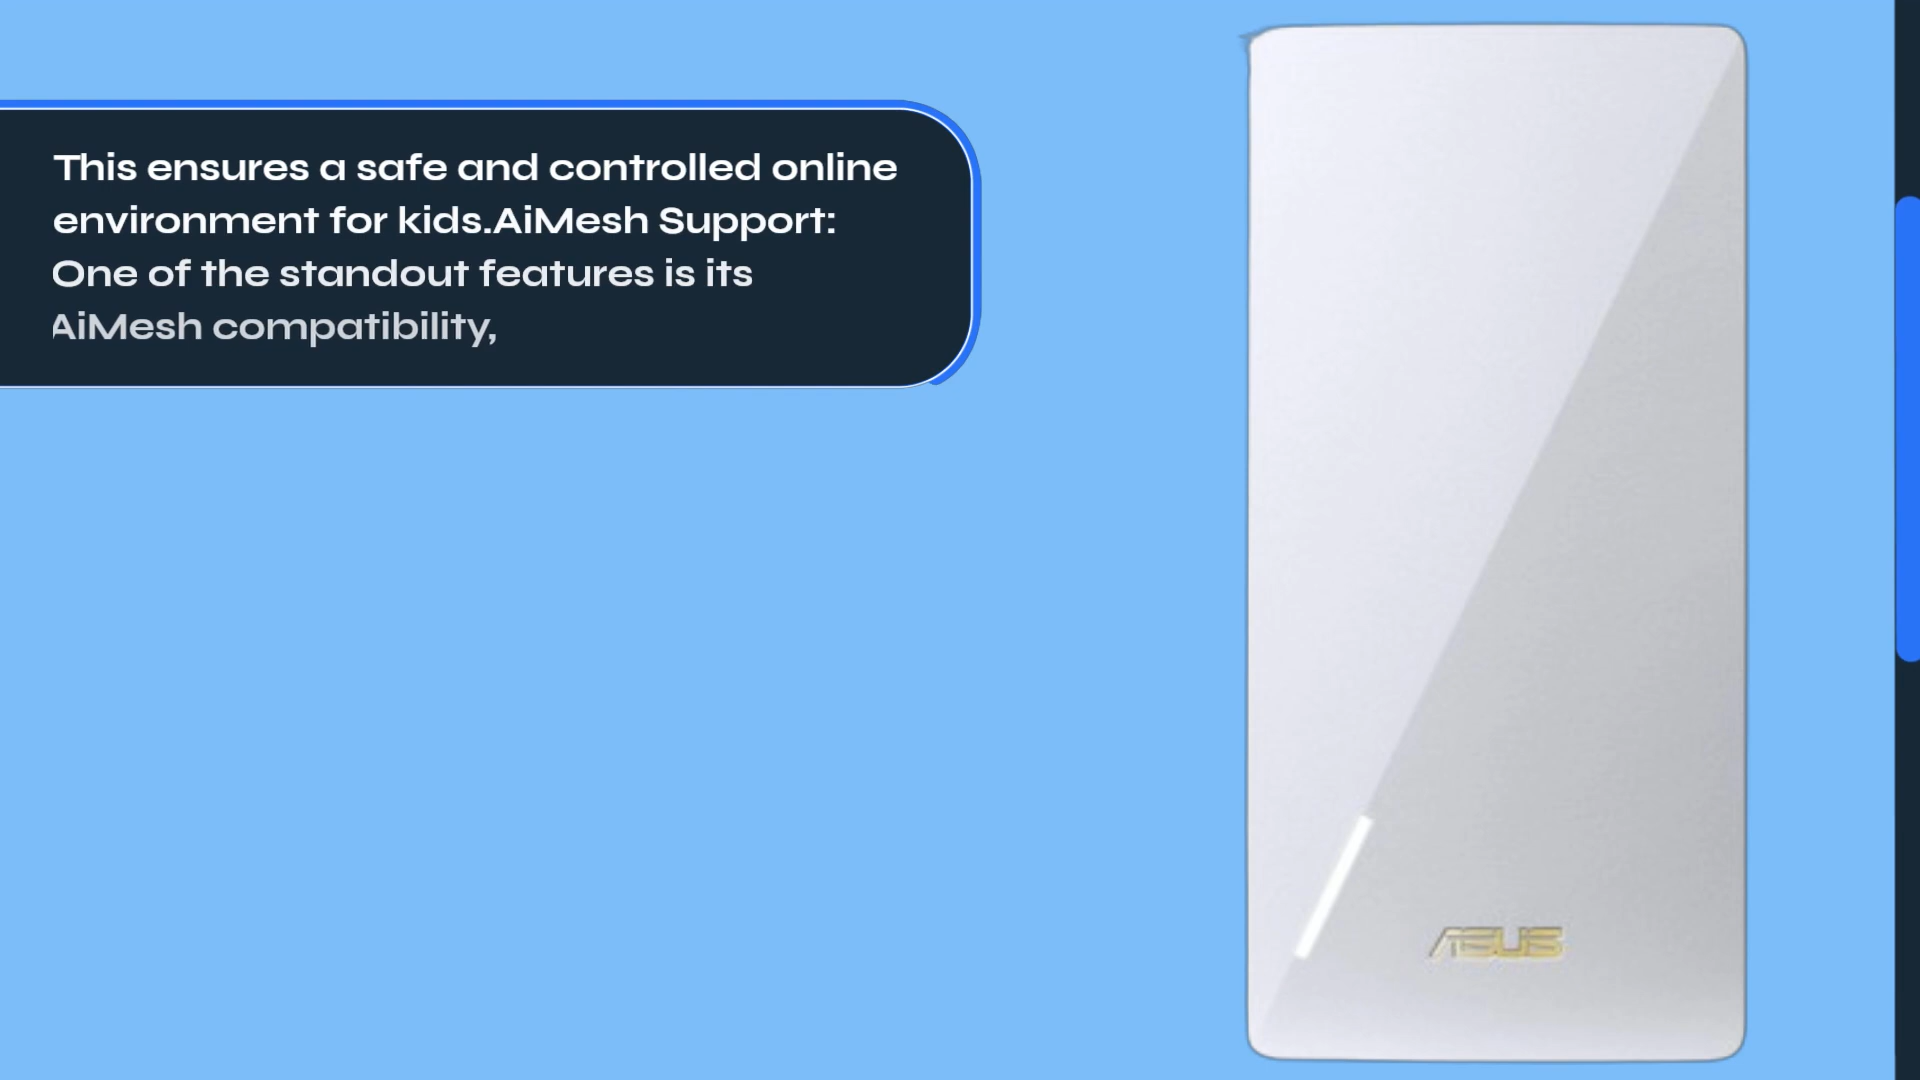 This ensures a safe and controlled online
environment for kids.AiMesh Support:
One of the standout features is its
AiMesh compatibility,
ASUS